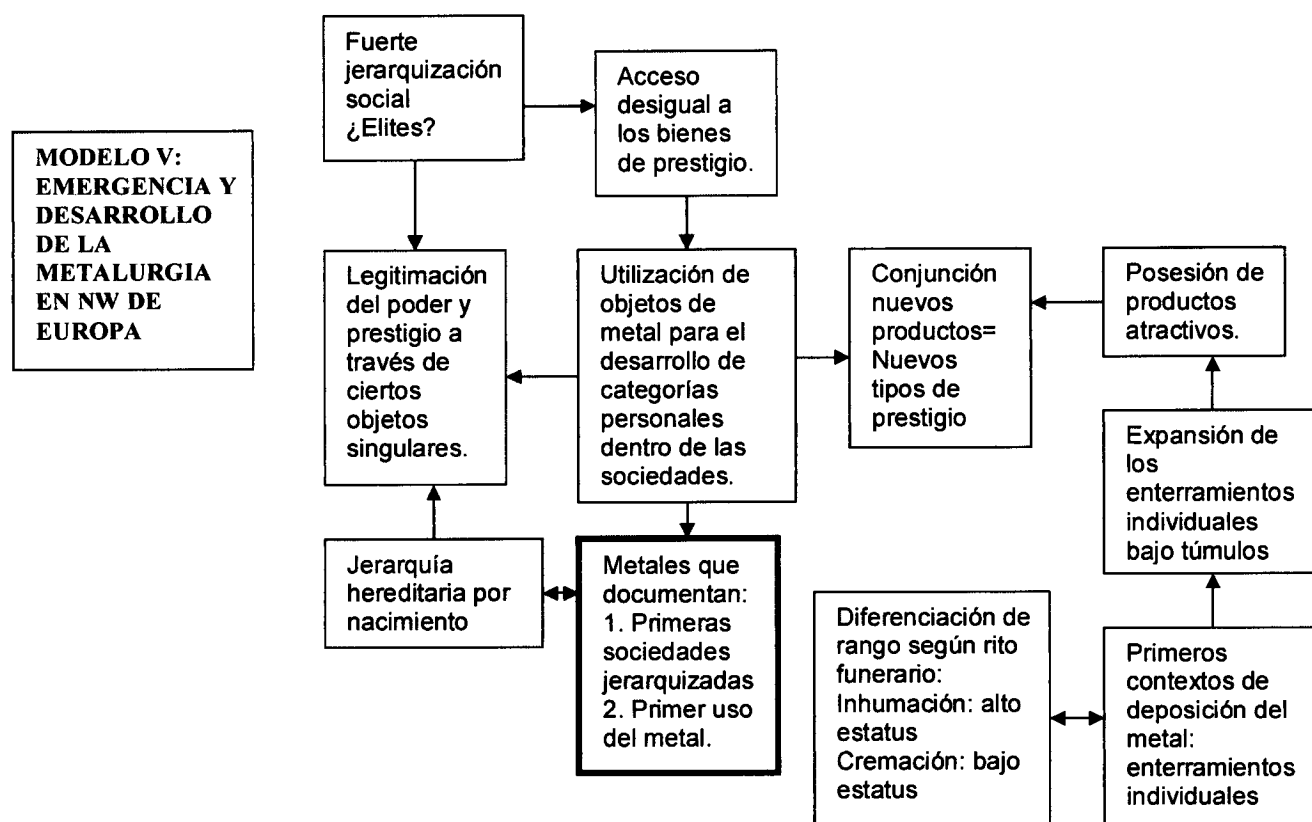 MODELO V:
EMERGENCIA Y
DESARROLLO
DE LA
METALURGIA
EN NW DE
EUROPA
Fuerte
jerarquización
social
¿Elites?
Acceso
desigual a
los bienes
de prestigio.
Legitimación
del poder y
prestigio a
través de
ciertos
objetos
singulares.
Utilización de
objetos de
metal para el
desarrollo de
categorías
personales
dentro de las
sociedades.
Conjunción
nuevos
productos=
Nuevos
tipos de
prestigio
Posesión de
productos
atractivos.
Expansión de
los
enterramientos
individuales
bajo túmulos
Jerarquía
hereditaria por
nacimiento
Metales que
documentan:
1. Primeras
sociedades
jerarquizadas
2. Primer uso
del metal.
Diferenciación de
rango según rito
funerario:
Inhumación: alto
estatus
Cremación: bajo
estatus
Primeros
contextos de
deposición del
metal:
enterramientos
individuales